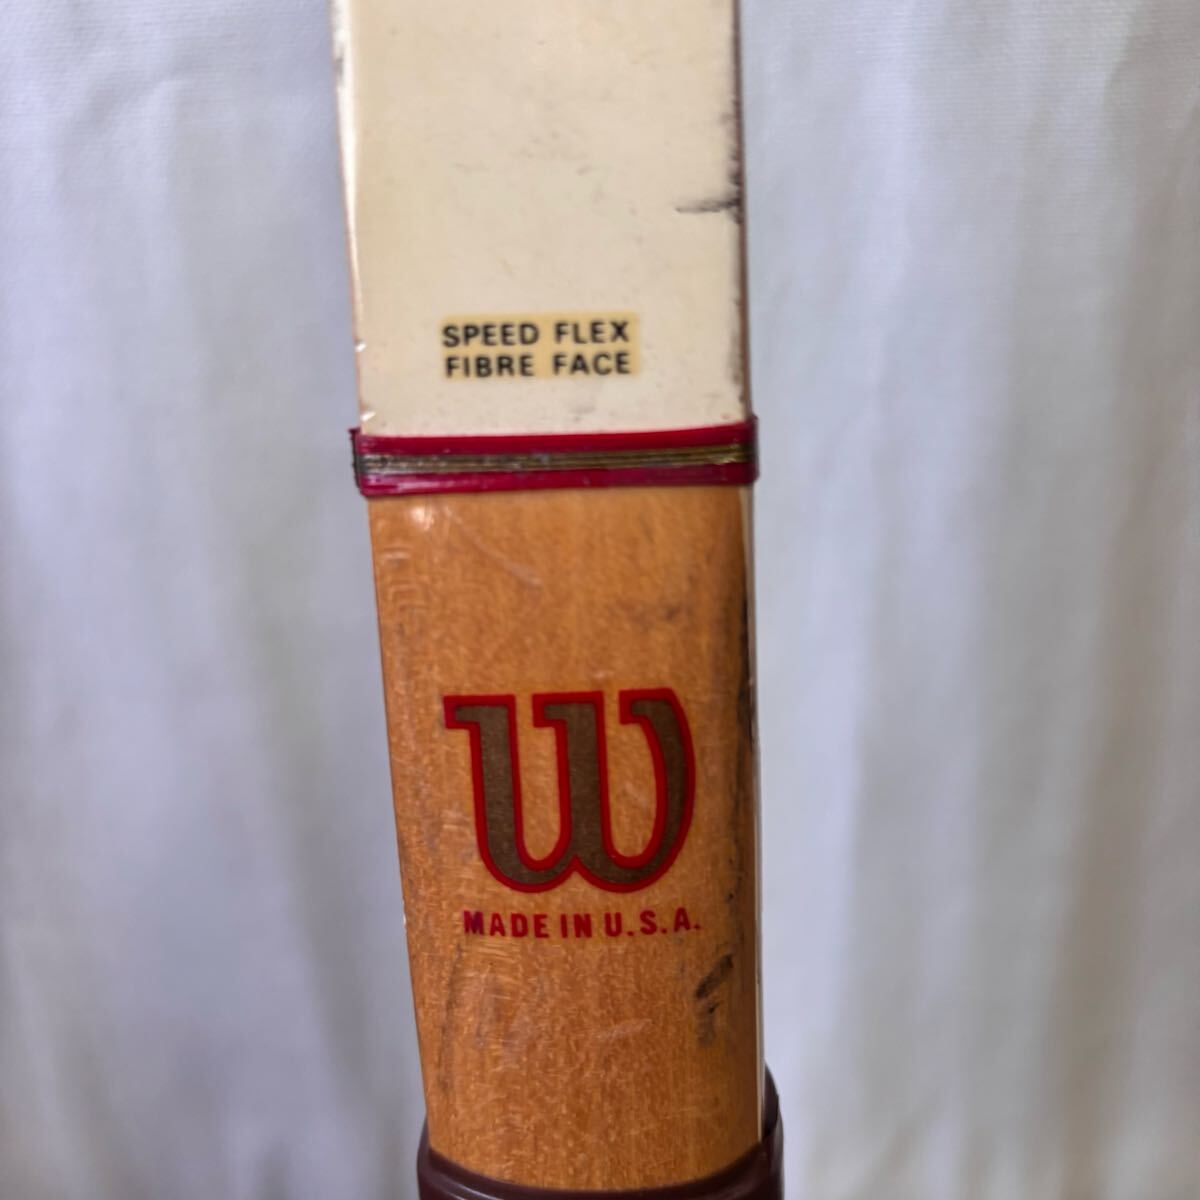 SPEED FLEX
FIBRE FACE
W
MADE IN U.S.A.